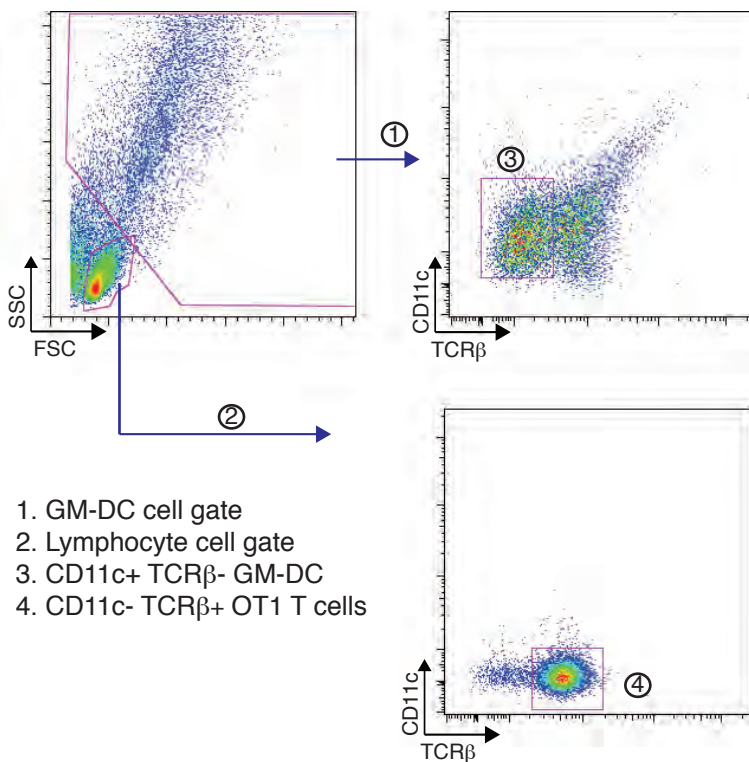 SSC
FSC
①
CD11c
TCRβ
③
②
1. GM-DC cell gate
2. Lymphocyte cell gate
3. CD11c+ TCRβ- GM-DC
4. CD11c- TCRβ+ OT1 T cells
CD11c
TCRβ
④